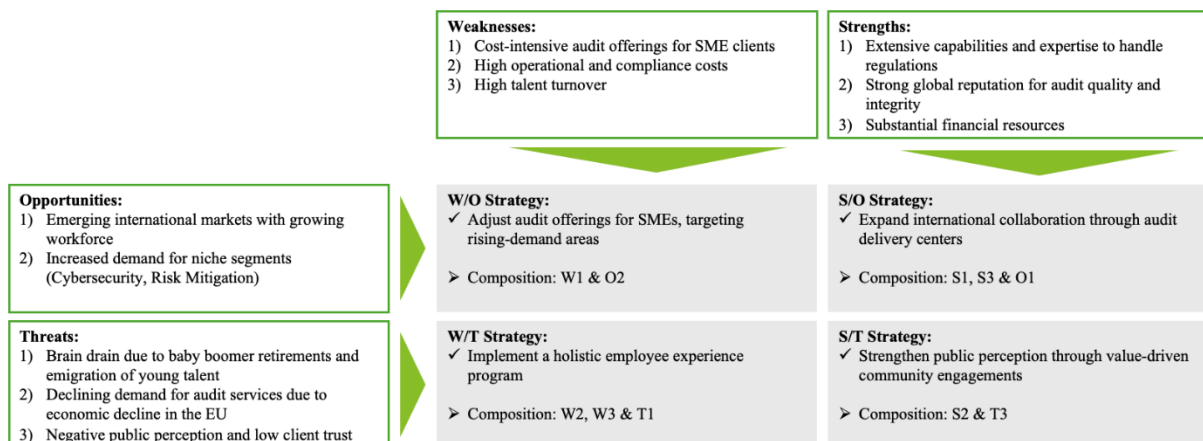 Weaknesses:
1) Cost-intensive audit offerings for SME clients
2) High operational and compliance costs
3) High talent turnover
Strengths:
1) Extensive capabilities and expertise to handle
regulations
2) Strong global reputation for audit quality and
integrity
3) Substantial financial resources
Opportunities:
1) Emerging international markets with growing
workforce
2) Increased demand for niche segments
(Cybersecurity, Risk Mitigation)
W/O Strategy:
✓ Adjust audit offerings for SMEs, targeting
rising-demand areas
➢ Composition: W1 & O2
S/O Strategy:
✓ Expand international collaboration through audit
delivery centers
➢ Composition: S1, S3 & O1
Threats:
1) Brain drain due to baby boomer retirements and
emigration of young talent
2) Declining demand for audit services due to
economic decline in the EU
3) Negative public perception and low client trust
W/T Strategy:
✓ Implement a holistic employee experience
program
➢ Composition: W2, W3 & T1
S/T Strategy:
✓ Strengthen public perception through value-driven
community engagements
➢ Composition: S2 & T3